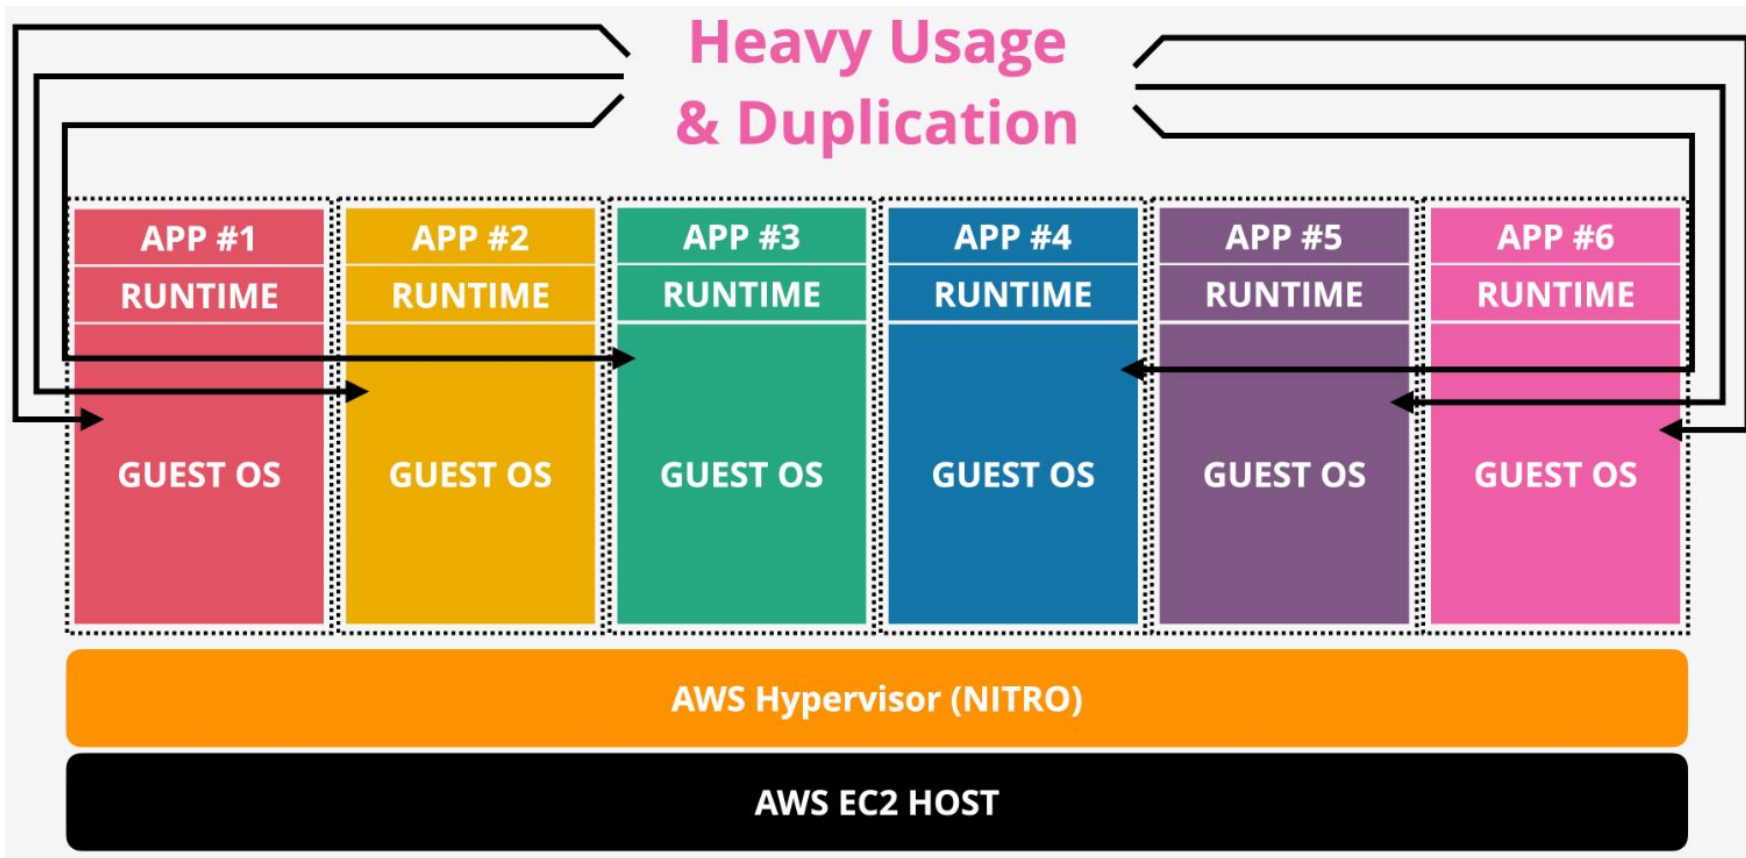 Heavy Usage
& Duplication
APP #1
RUNTIME
GUEST OS
APP #2
RUNTIME
GUEST OS
APP #3
RUNTIME
GUEST OS
APP #4
RUNTIME
GUEST OS
APP #5
RUNTIME
GUEST OS
APP #6
RUNTIME
GUEST OS
AWS Hypervisor (NITRO)
AWS EC2 HOST